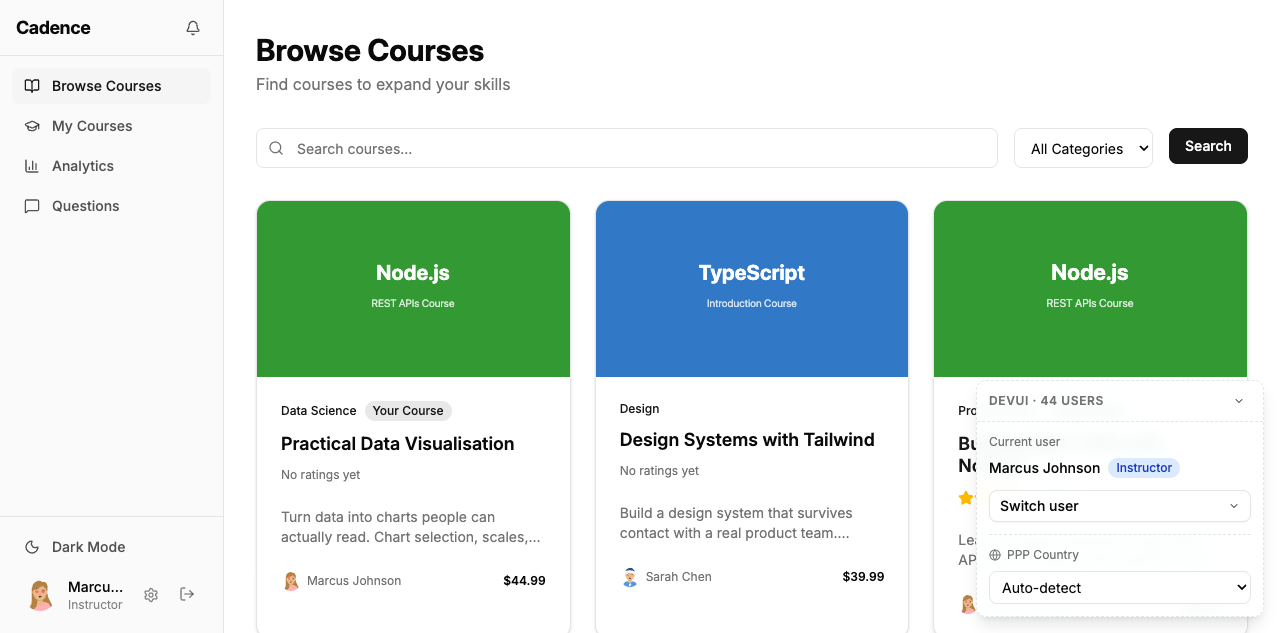 Cadence
Browse Courses
My Courses
Analytics
Questions
Dark Mode
Marcu...
Instructor
Browse Courses
Find courses to expand your skills
Search courses...
All Categories
Search
Node.js
REST APIs Course
Data Science
Your Course
Practical Data Visualisation
No ratings yet
Turn data into charts people can
actually read. Chart selection, scales,...
Marcus Johnson
$44.99
TypeScript
Introduction Course
Design
Design Systems with Tailwind
No ratings yet
Build a design system that survives
contact with a real product team....
Sarah Chen
$39.99
Node.js
REST APIs Course
DEVUI · 44 USERS
Current user
Marcus Johnson
Instructor
Switch user
PPP Country
Auto-detect